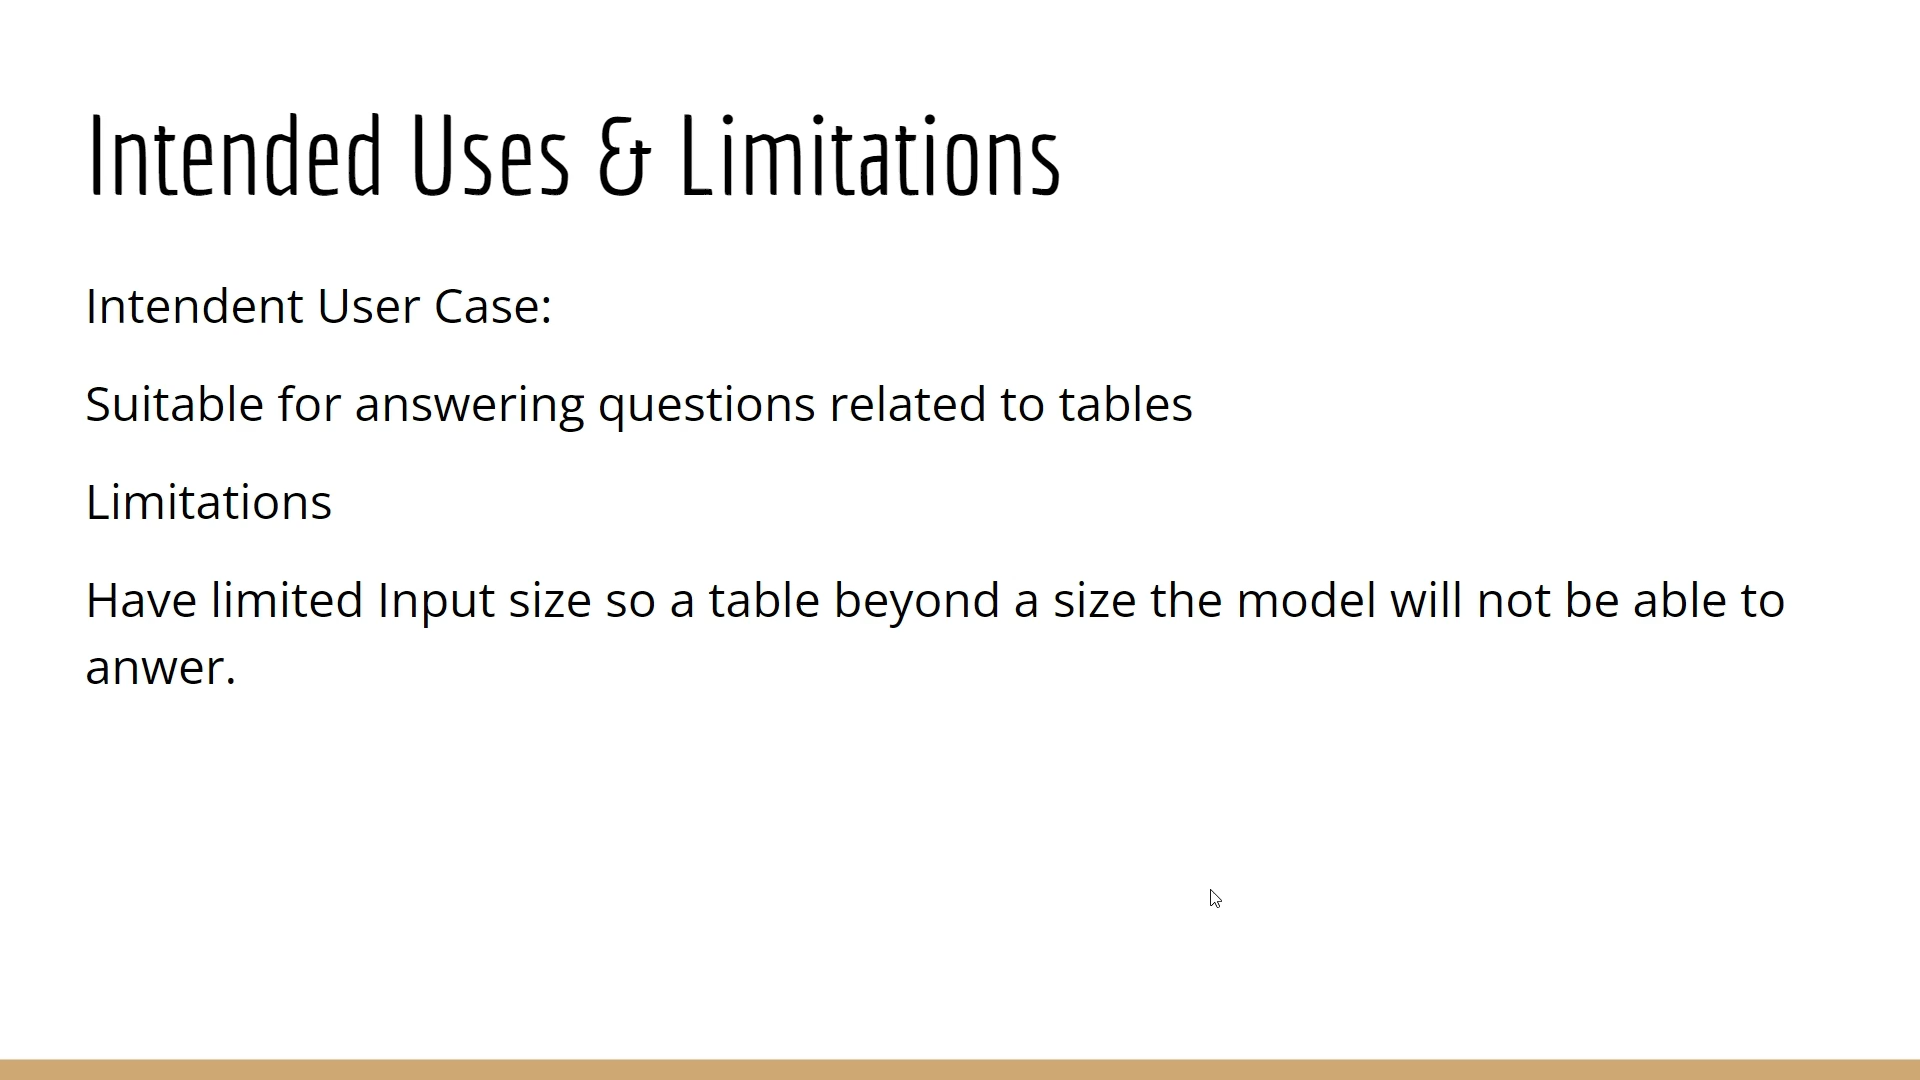 Intended Uses & Limitations
Intendent User Case:
Suitable for answering questions related to tables
Limitations
Have limited Input size so a table beyond a size the model will not be able to
anwer.